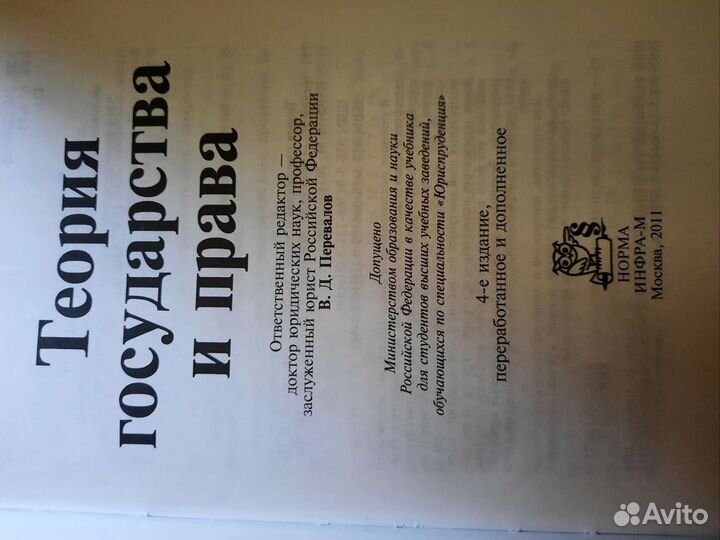 Теория
государства
и права
Ответственный редактор —
доктор юридических наук, профессор,
заслуженный юрист Российской Федерации
В. Д. Перевалов
Допущено
Министерством образования и науки
Российской Федерации в качестве учебника
для студентов высших учебных заведений,
обучающихся по специальности «Юриспруденция»
4-е издание,
переработанное и дополненное
НОРМА
ИНФРА-М
Москва, 2011
Avito